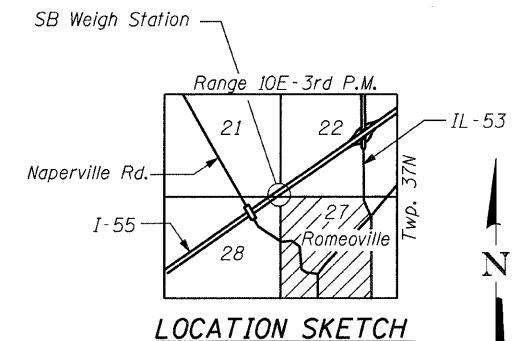 SB Weigh Station
Range 10E-3rd P.M.
21
22
IL-53
Naperville Rd.
Twp. 37N
27
I-55
Romeoville
28
N
LOCATION SKETCH